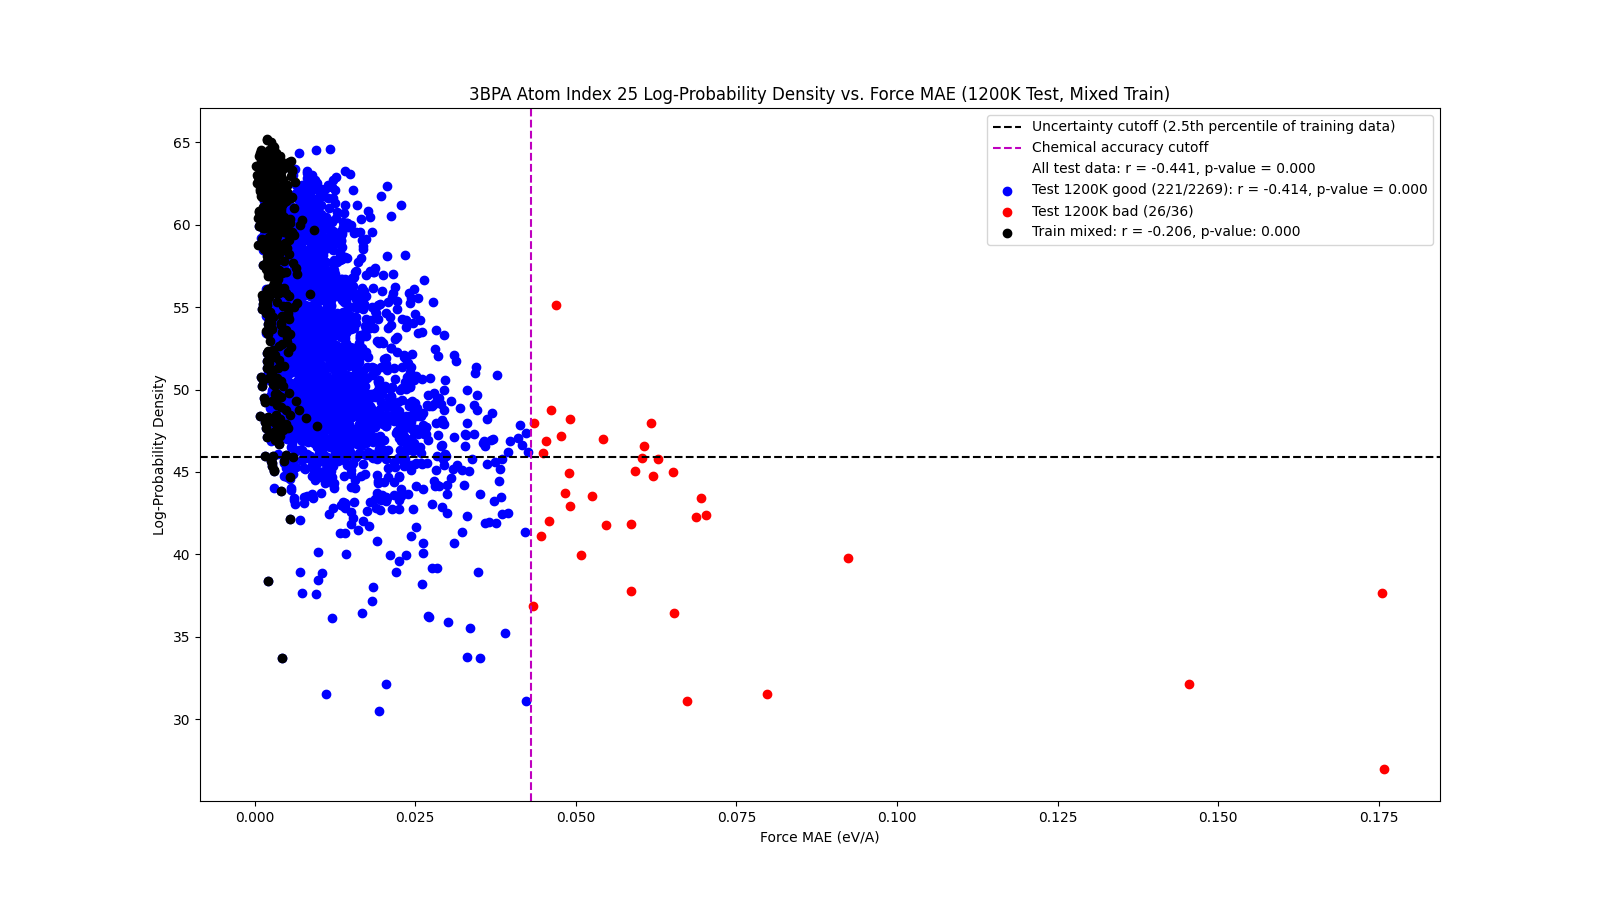 3BPA Atom Index 25 Log-Probability Density vs. Force MAE (1200K Test, Mixed Train)
Uncertainty cutoff (2.5th percentile of training data)
Chemical accuracy cutoff
All test data: r = -0.441, p-value = 0.000
Test 1200K good (221/2269): r = -0.414, p-value = 0.000
Test 1200K bad (26/36)
Train mixed: r = -0.206, p-value: 0.000
Log-Probability Density
65
60
55
50
45
40
35
30
0.000
0.025
0.050
0.075
0.100
0.125
0.150
0.175
Force MAE (eV/A)